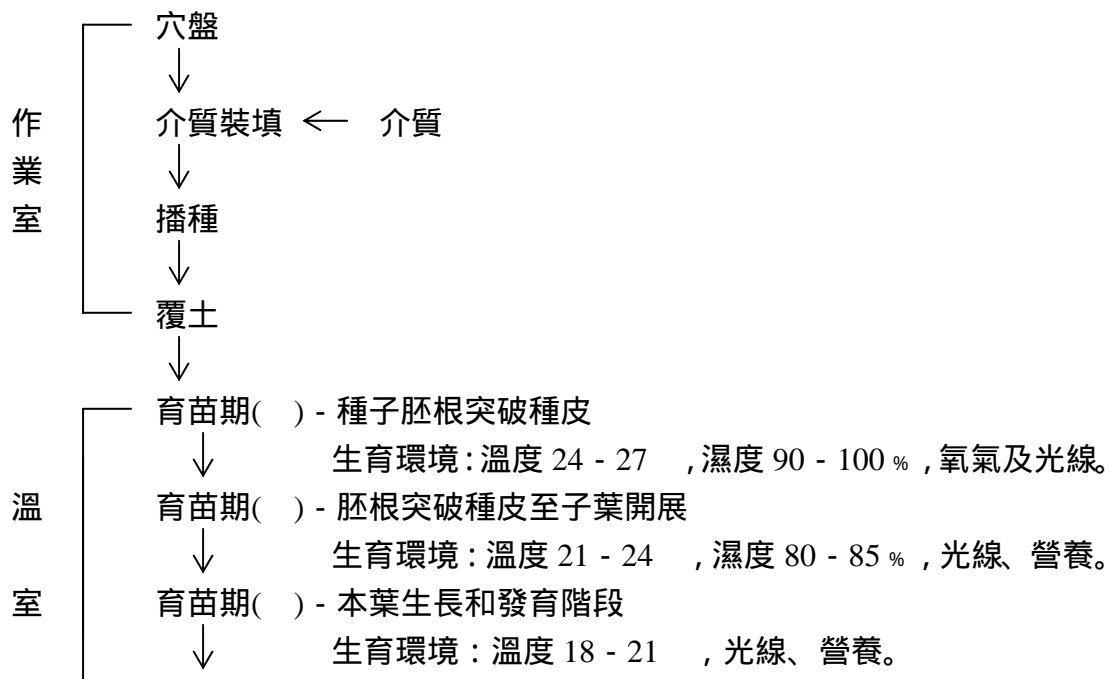 穴盤
介質裝填 ← 介質
播種
覆土
作業室
育苗期( ) - 種子胚根突破種皮
生育環境:溫度 24 - 27 ,濕度 90 - 100 % ,氧氣及光線。
育苗期( ) - 胚根突破種皮至子葉開展
生育環境:溫度 21 - 24 ,濕度 80 - 85 % ,光線、營養。
育苗期( ) - 本葉生長和發育階段
生育環境:溫度 18 - 21 ,光線、營養。
溫室